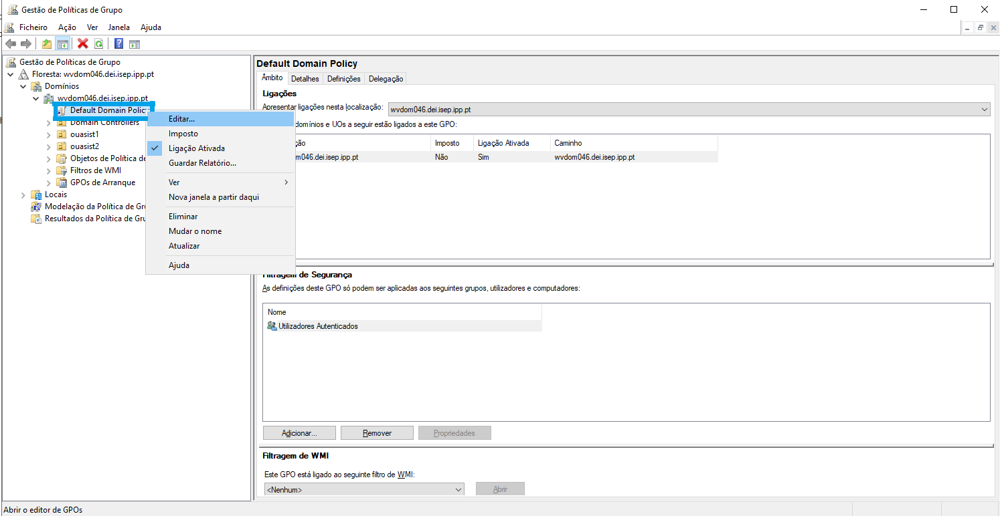 Gestão de Políticas de Grupo
Ficheiro Ação Ver Janela Ajuda
Gestão de Políticas de Grupo
Floresta: wvdom046.dei.isep.ipp.pt
Domínios
wvdom046.dei.isep.ipp.pt
Default Domain Policy
Domain Controllers
ouasist1
ouasist2
Objetos de Política de
Filtros de WMI
GPOs de Arranque
Locais
Modelação da Política de Gru
Resultados da Política de Gru
Editar...
Imposto
Ligação Ativada
Guardar Relatório...
Ver
Nova janela a partir daqui
Eliminar
Mudar o nome
Atualizar
Ajuda
Default Domain Policy
Âmbito Detalhes Definições Delegação
Ligações
Apresentar ligações nesta localização: wvdom046.dei.isep.ipp.pt
domínios e UOs a seguir estão ligados a este GPO:
ção Imposto Ligação Ativada Caminho
m046.dei.isep.ipp.pt Não Sim wvdom046.dei.isep.ipp.pt
Filtragem de Segurança
As definições deste GPO só podem ser aplicadas aos seguintes grupos, utilizadores e computadores:
Nome
Utilizadores Autenticados
Adicionar... Remover Propriedades
Filtragem de WMI
Este GPO está ligado ao seguinte filtro de WMI:
<Nenhum> Abrir
Abrir o editor de GPOs